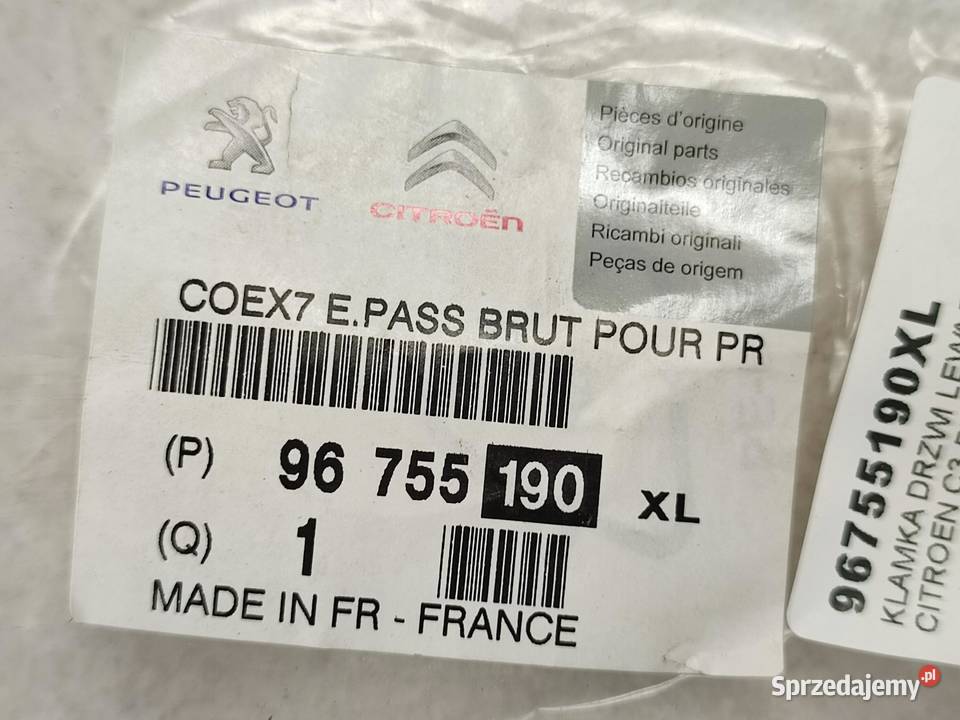 PEUGEOT
CITROËN
Pièces d'origine
Original parts
Recambios originales
Originalteile
Ricambi originali
Peças de origem
COEX7 E.PASS BRUT POUR PR
(P) 96 755 190 XL
(Q) 1
MADE IN FR - FRANCE
96755190XL
KLAMKA DRZWI LEWA
CITROEN C3
Sprzedajemy.pl